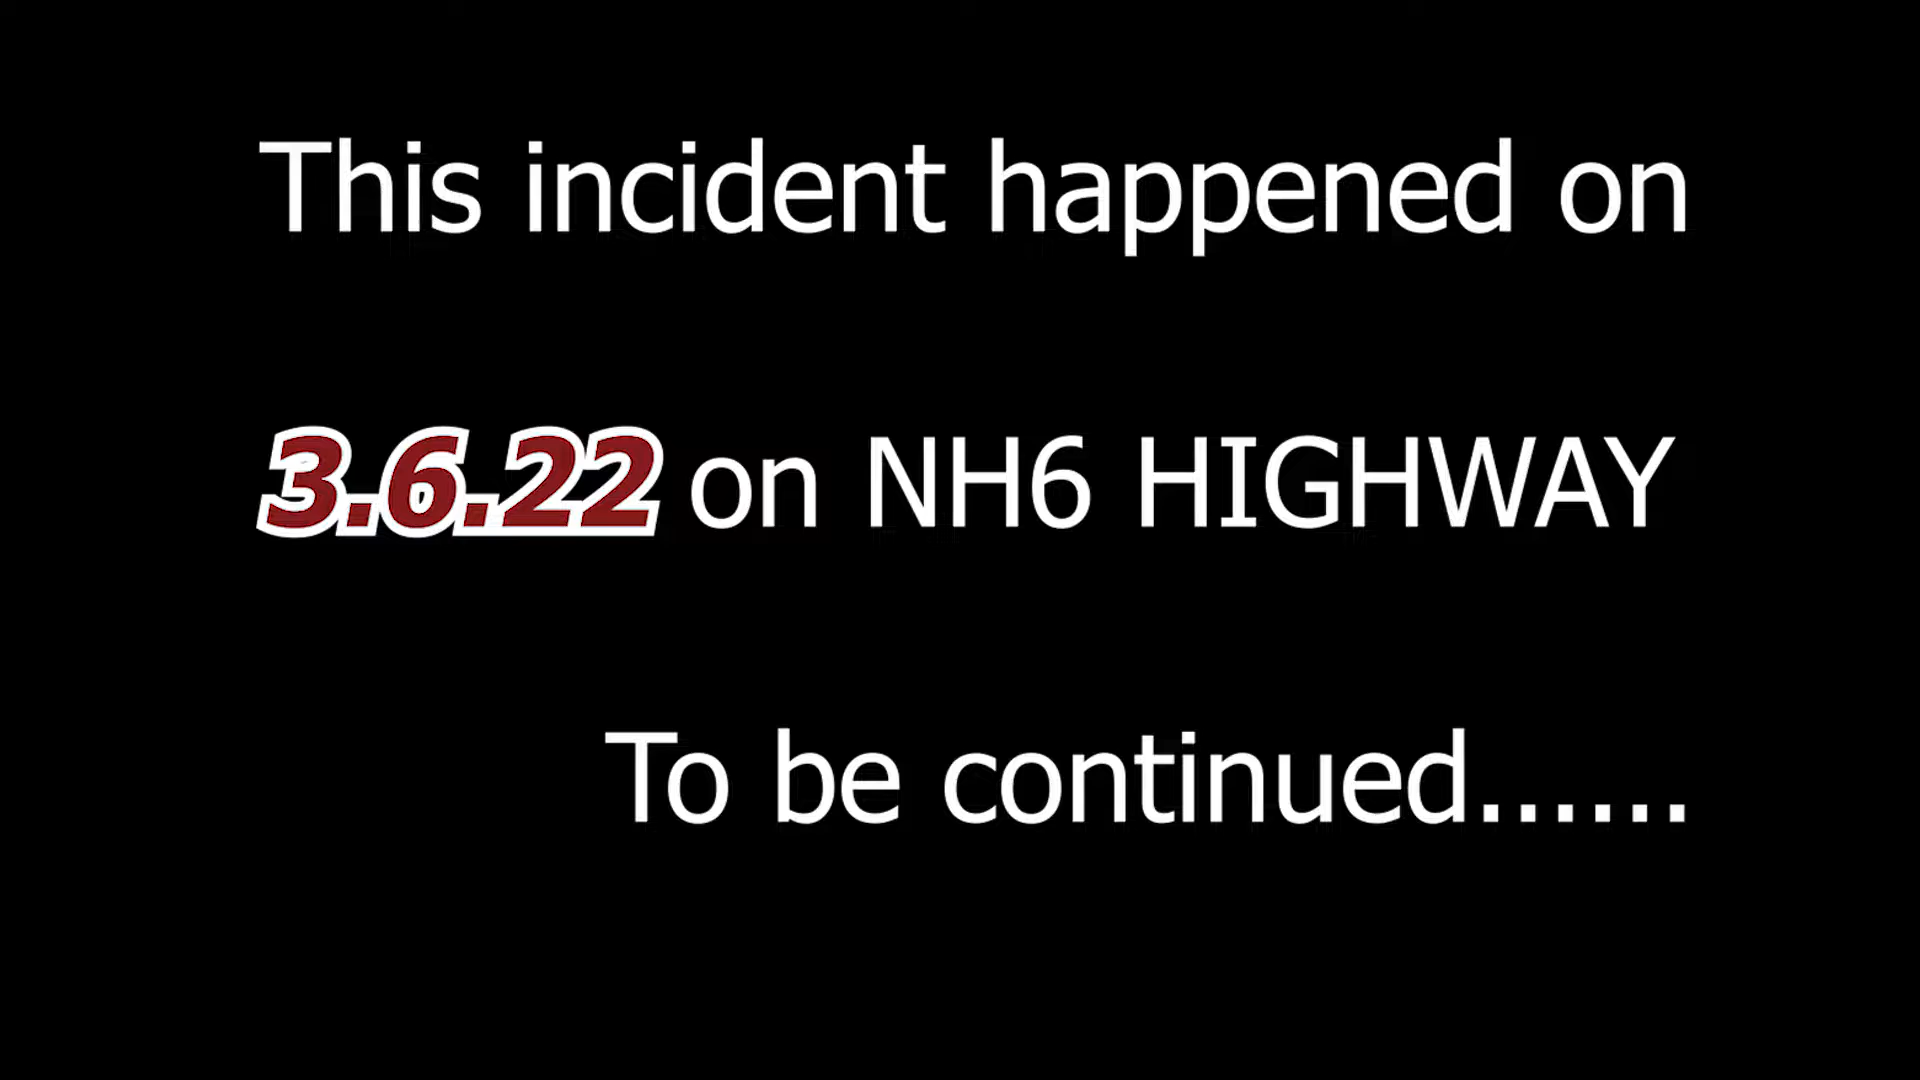 This incident happened on
3.6.22 on NH6 HIGHWAY
To be continued......